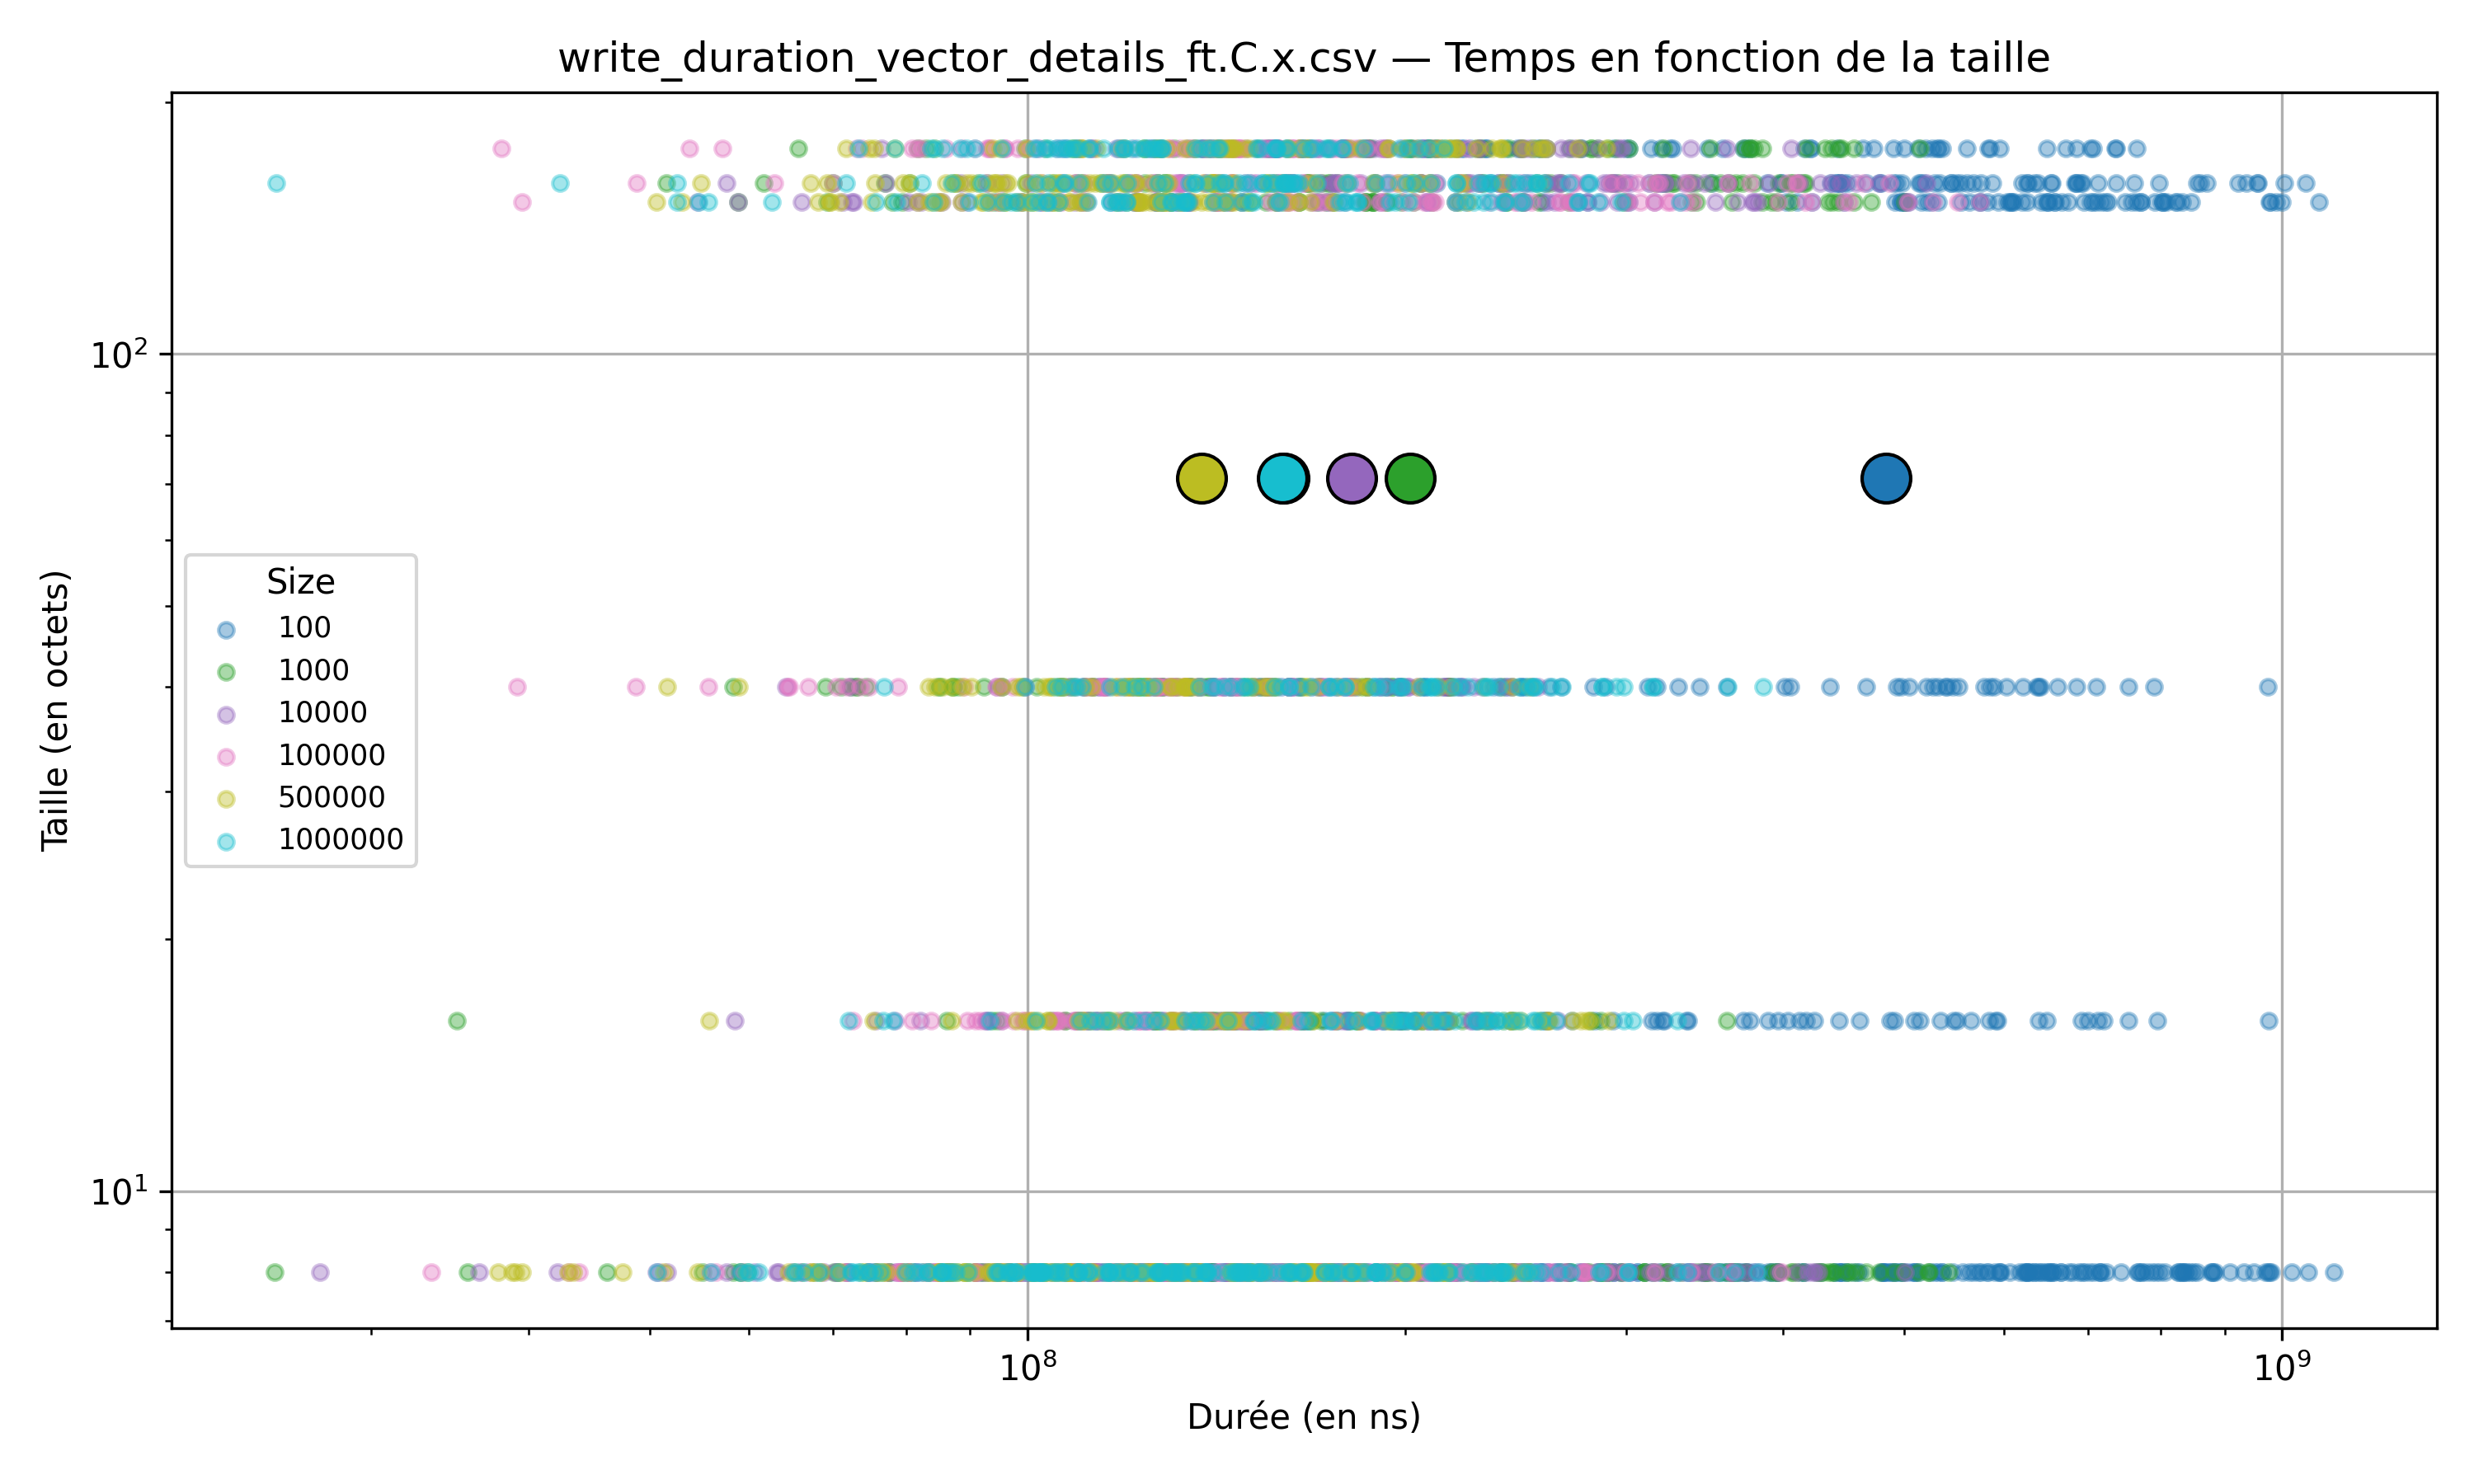 write_duration_vector_details_ft.C.x.csv — Temps en fonction de la taille
Taille (en octets)
10²
10¹
Size
100
1000
10000
100000
500000
1000000
10⁸
10⁹
Durée (en ns)